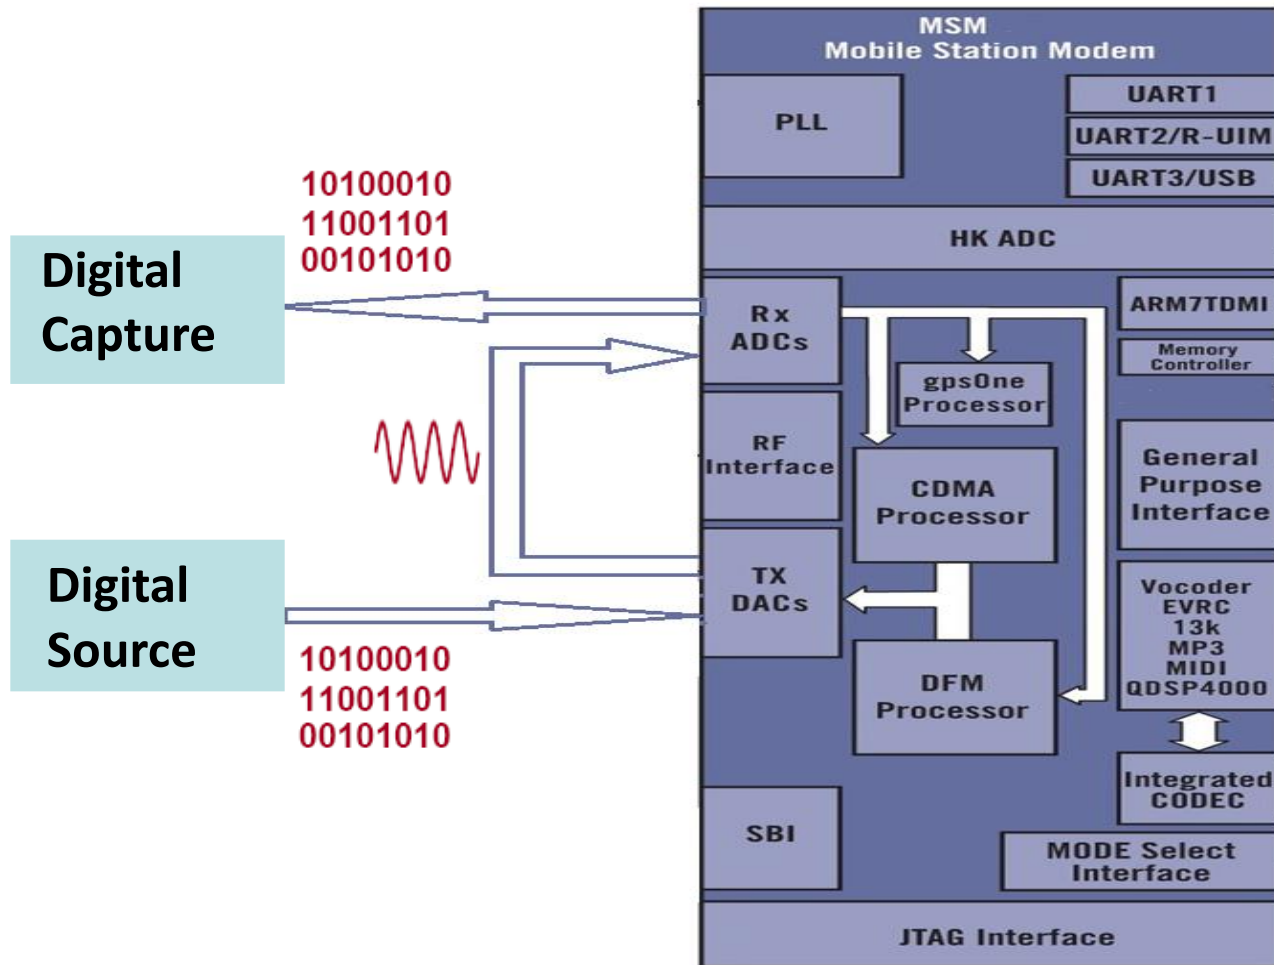 MSM
Mobile Station Modem
PLL
UART1
UART2/R-UIM
UART3/USB
HK ADC
10100010
11001101
00101010
Digital
Capture
Rx
ADCs
ARM7TDMI
Memory
Controller
gpsOne
Processor
RF
Interface
CDMA
Processor
General
Purpose
Interface
Digital
Source
TX
DACs
Vocoder
EVRC
13k
MP3
MIDI
QDSP4000
10100010
11001101
00101010
DFM
Processor
Integrated
CODEC
SBI
MODE Select
Interface
JTAG Interface